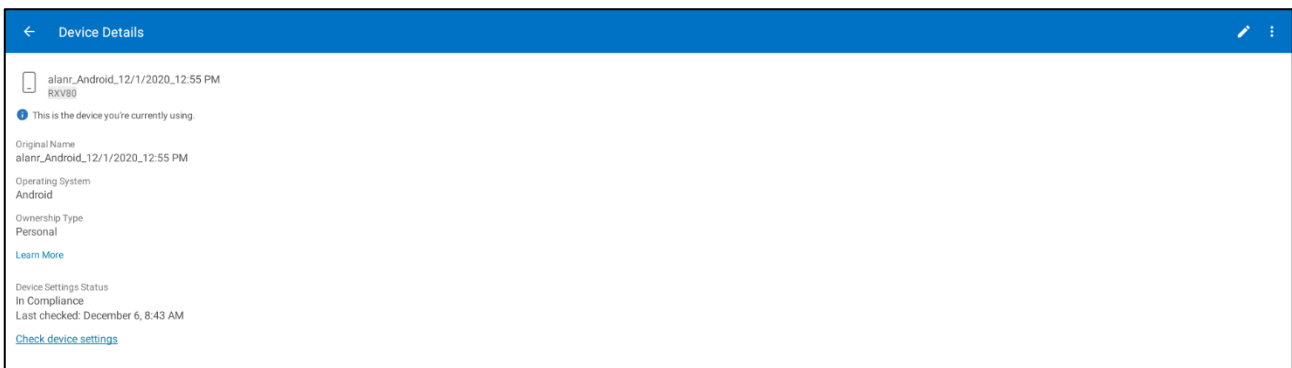 Device Details
alanr_Android_12/1/2020_12:55 PM
RXV80
This is the device you're currently using.
Original Name
alanr_Android_12/1/2020_12:55 PM
Operating System
Android
Ownership Type
Personal
Learn More
Device Settings Status
In Compliance
Last checked: December 6, 8:43 AM
Check device settings